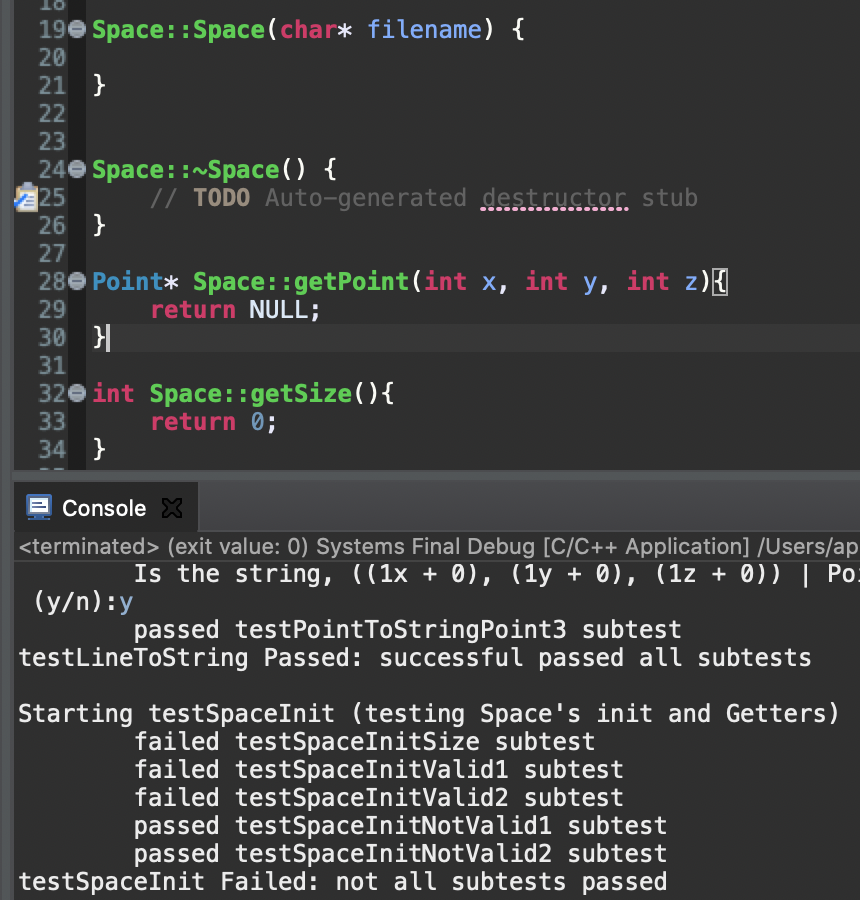 18
19 Space::Space(char* filename) {
20
21 }
22
23
24 Space::~Space() {
25     // TODO Auto-generated destructor stub
26 }
27
28 Point* Space::getPoint(int x, int y, int z){
29     return NULL;
30 }
31
32 int Space::getSize(){
33     return 0;
34 }
Console
<terminated> (exit value: 0) Systems Final Debug [C/C++ Application] /Users/ap
        Is the string, ((1x + 0), (1y + 0), (1z + 0)) | Poi
 (y/n):y
        passed testPointToStringPoint3 subtest
testLineToString Passed: successful passed all subtests

Starting testSpaceInit (testing Space's init and Getters)
        failed testSpaceInitSize subtest
        failed testSpaceInitValid1 subtest
        failed testSpaceInitValid2 subtest
        passed testSpaceInitNotValid1 subtest
        passed testSpaceInitNotValid2 subtest
testSpaceInit Failed: not all subtests passed